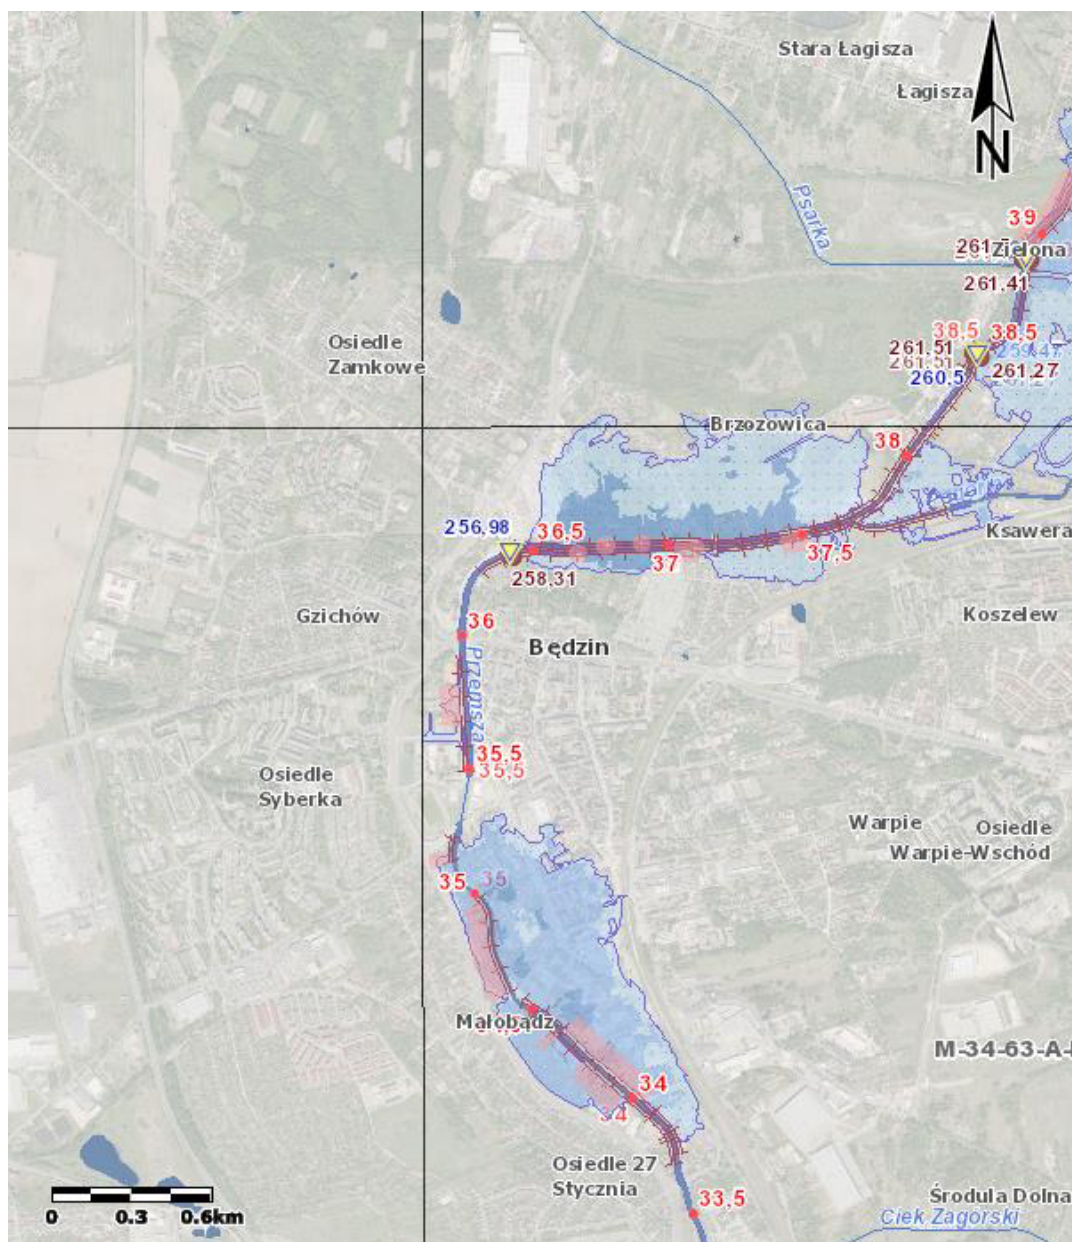 Stara Łagisza
Łagisza
N
Psarka
39
Zielona
261,41
38,5
38,5
261,51
261,27
260,5
Osiedle
Zamkowe
Brzozowica
38
256,98
36,5
37
37,5
Ksawera
258,31
Gzichów
36
Koszelew
Będzin
Przemsza
35,5
35,5
Osiedle
Syberka
Warpie
Osiedle
Warpie-Wschód
35
35
Małobądz
M-34-63-A-
34
34
Osiedle 27
Stycznia
33,5
Środula Dolna
Ciek Zagórski
0 0.3 0.6km